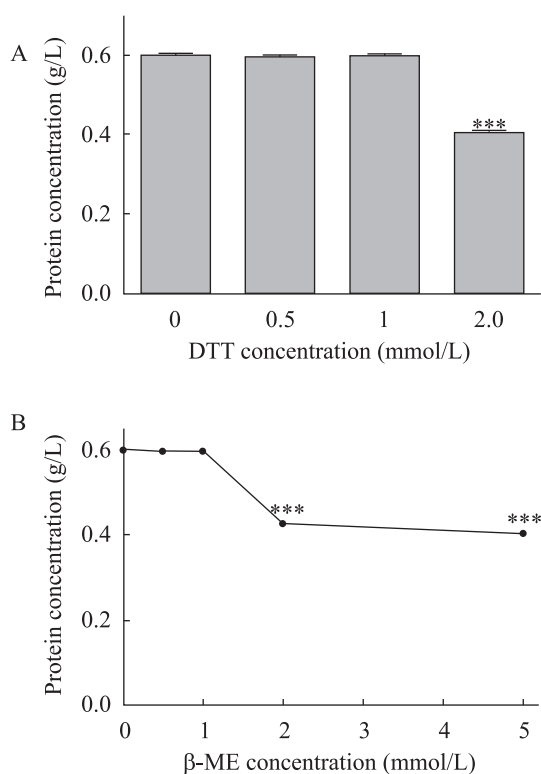 A
Protein concentration (g/L)
0.6
0.4
0.2
0.0
***
0 0.5 1 2.0
DTT concentration (mmol/L)
B
Protein concentration (g/L)
0.6
0.4
0.2
0.0
***
***
0 1 2 3 4 5
β-ME concentration (mmol/L)